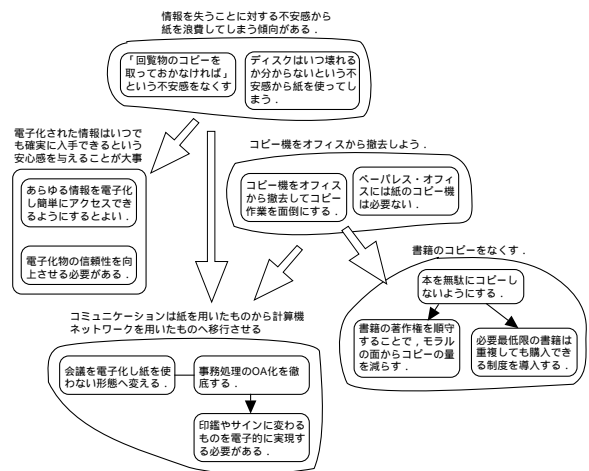 情報を失うことに対する不安感から
紙を浪費してしまう傾向がある．
「回覧物のコピーを
取っておかなければ」
という不安感をなくす
ディスクはいつ壊れる
か分からないという不
安感から紙を使ってし
まう．
電子化された情報はいつで
も確実に入手できるという
安心感を与えることが大事
あらゆる情報を電子化
し簡単にアクセスでき
るようにするとよい．
電子化物の信頼性を向
上させる必要がある．
コピー機をオフィスから撤去しよう．
コピー機をオフィス
から撤去してコピー
作業を面倒にする．
ペーパレス・オフィ
スには紙のコピー機
は必要ない．
書籍のコピーをなくす．
本を無駄にコピーし
ないようにする．
書籍の著作権を順守
することで，モラル
の面からコピーの量
を減らす．
必要最低限の書籍は
重複しても購入でき
る制度を導入する．
コミュニケーションは紙を用いたものから計算機
ネットワークを用いたものへ移行させる
会議を電子化し紙を使
わない形態へ変える．
事務処理のOA化を徹
底する．
印鑑やサインに変わる
ものを電子的に実現す
る必要がある．